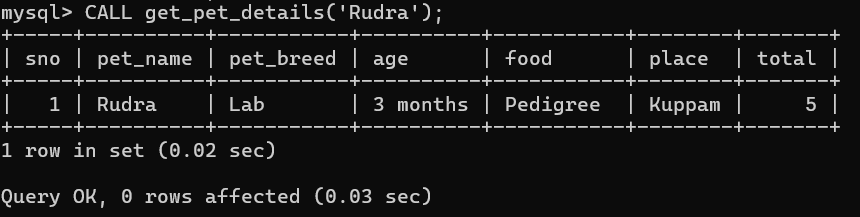 mysql> CALL get_pet_details('Rudra');
+-----+----------+-----------+----------+-----------+--------+-------+
| sno | pet_name | pet_breed | age      | food      | place  | total |
+-----+----------+-----------+----------+-----------+--------+-------+
|   1 | Rudra    | Lab       | 3 months | Pedigree  | Kuppam |     5 |
+-----+----------+-----------+----------+-----------+--------+-------+
1 row in set (0.02 sec)
Query OK, 0 rows affected (0.03 sec)